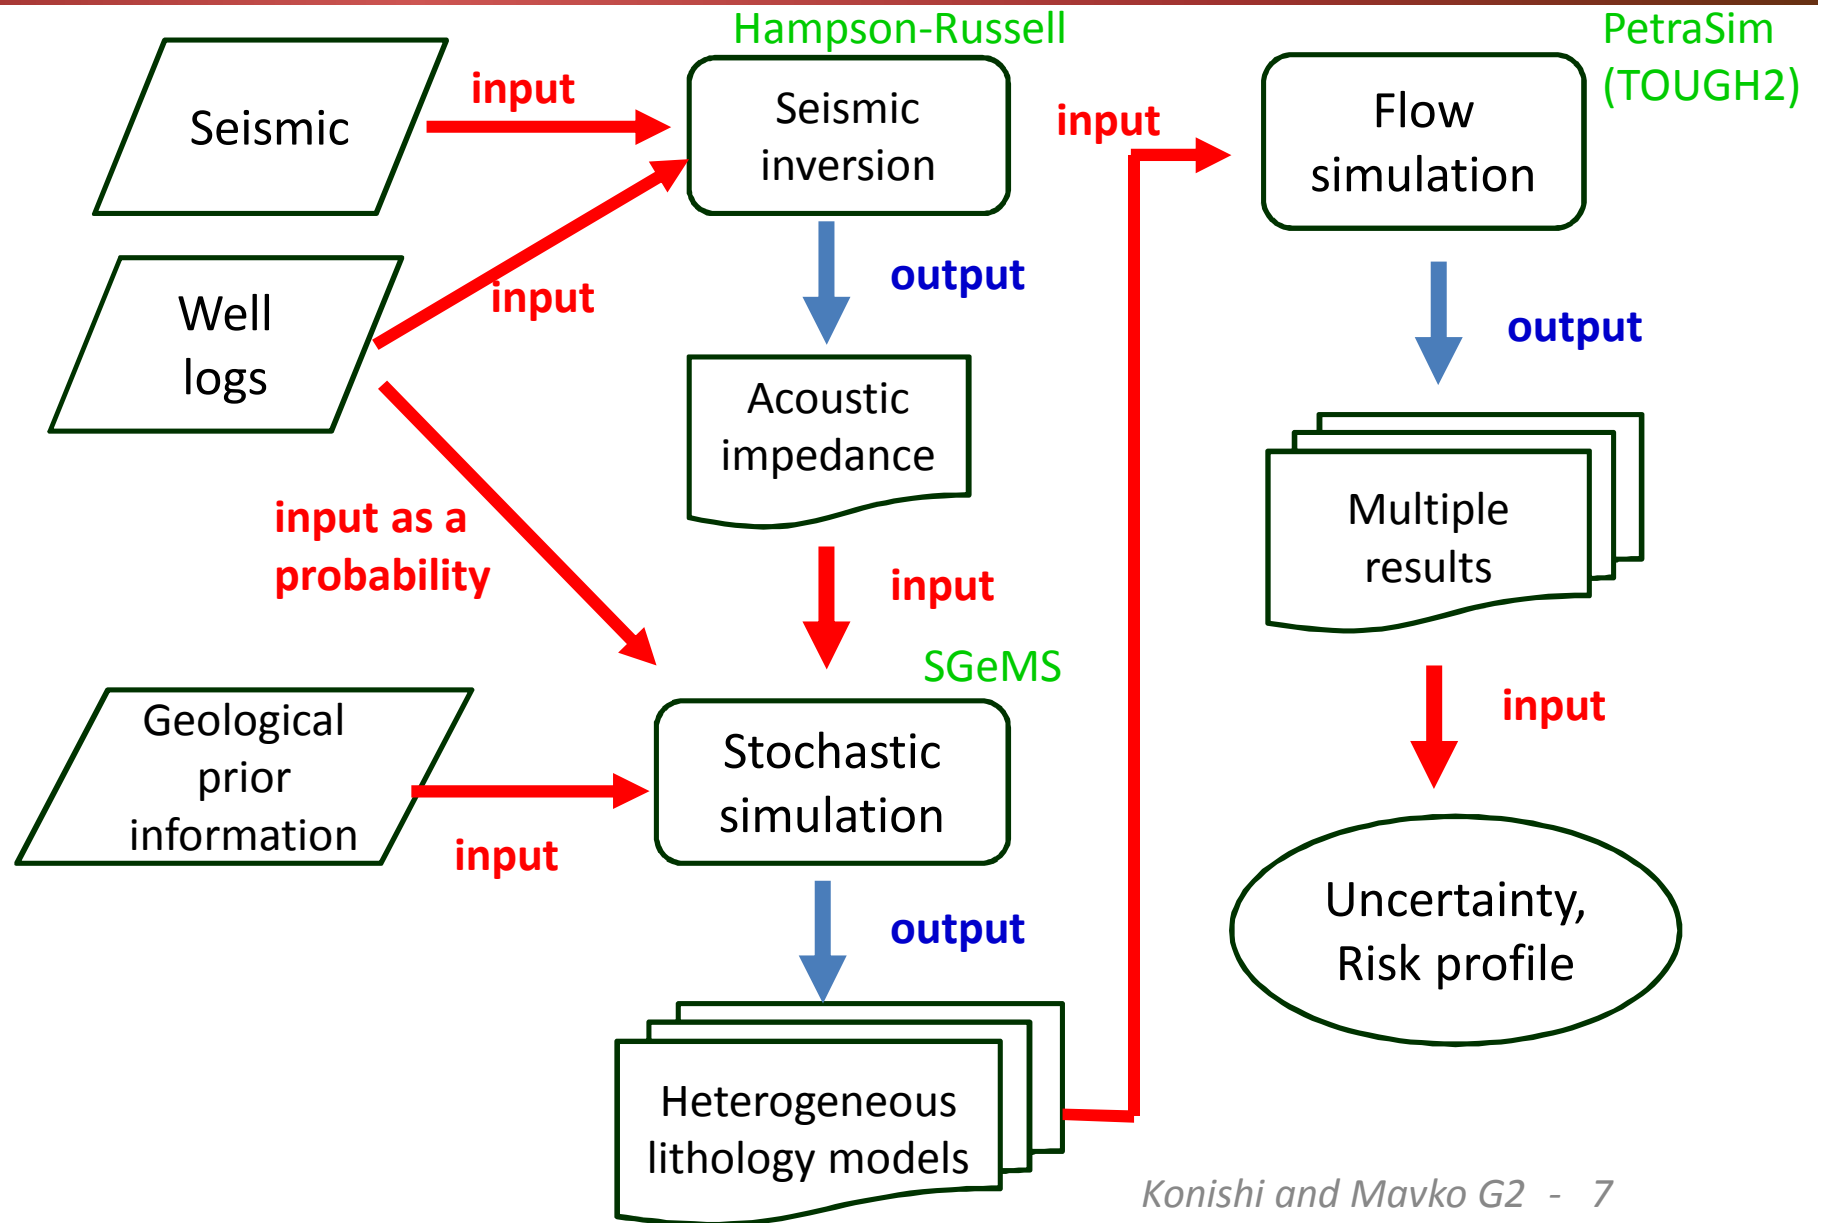 Hampson-Russell
PetraSim
(TOUGH2)
Seismic
input
Seismic
inversion
input
Flow
simulation
Well
logs
input
output
output
Acoustic
impedance
input as a
probability
input
Multiple
results
SGeMS
input
Geological
prior
information
input
Stochastic
simulation
output
Uncertainty,
Risk profile
Heterogeneous
lithology models
Konishi and Mavko G2 - 7